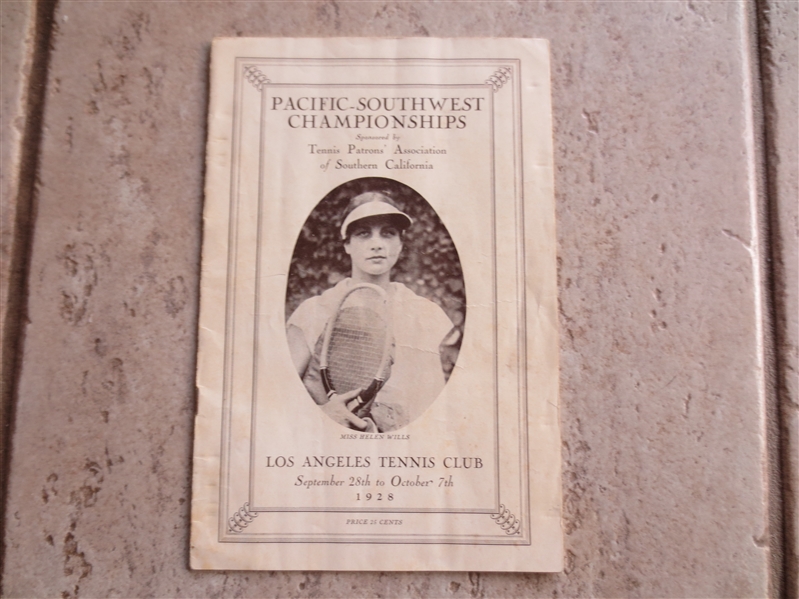 PACIFIC-SOUTHWEST
CHAMPIONSHIPS
Sponsored by
Tennis Patrons' Association
of Southern California
MISS HELEN WILLS
LOS ANGELES TENNIS CLUB
September 28th to October 7th
1928
PRICE 25 CENTS